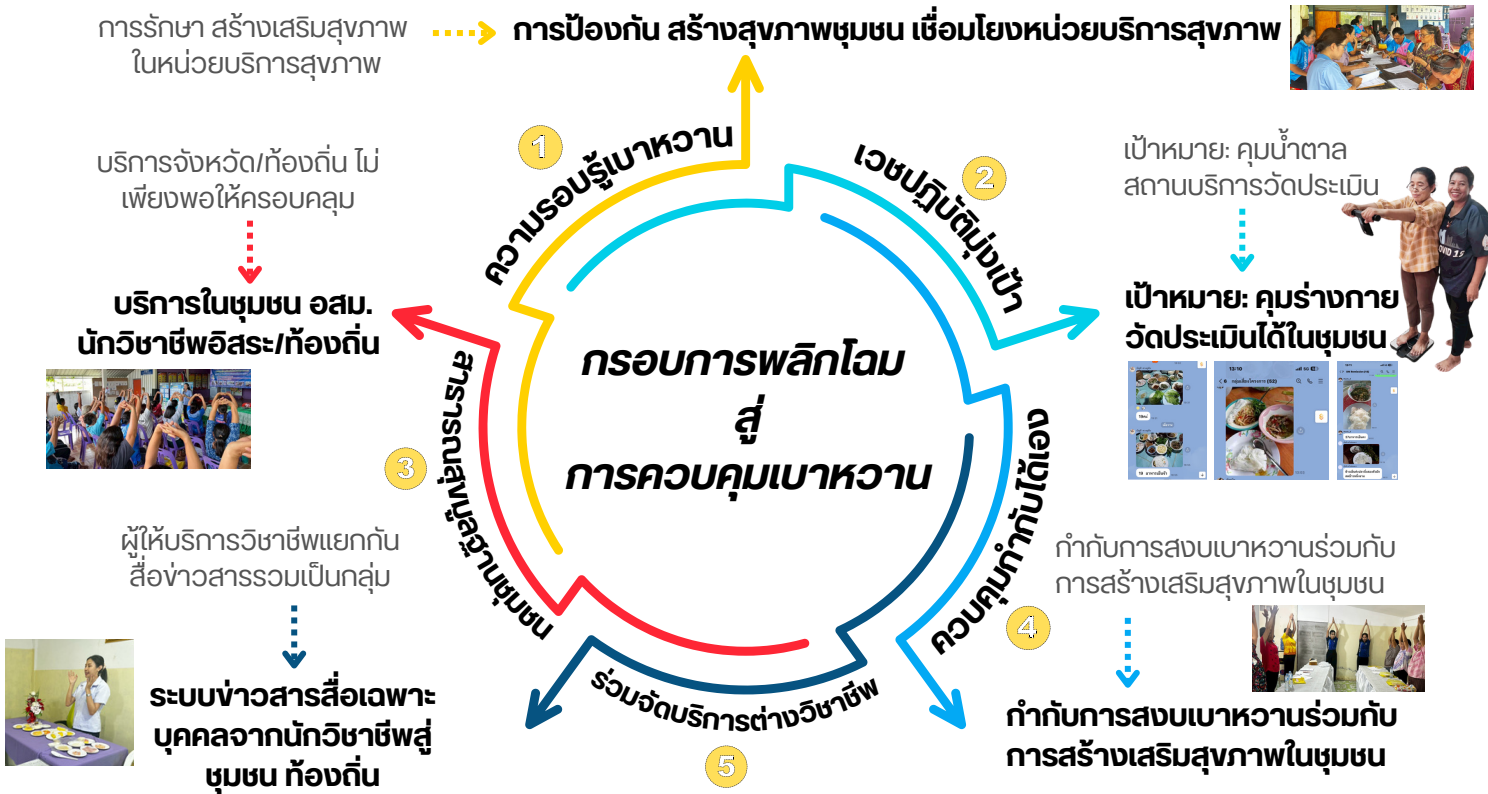 การรักษา สร้างเสริมสุขภาพ
ในหน่วยบริการสุขภาพ
การป้องกัน สร้างสุขภาพชุมชน เชื่อมโยงหน่วยบริการสุขภาพ
1
ความรอบรู้เบาหวาน
บริการจังหวัด/ท้องถิ่น ไม่
เพียงพอให้ครอบคลุม
บริการในชุมชน อสม.
นักวิชาชีพอิสระ/ท้องถิ่น
2
เวชปฏิบัติมุ่งเป้า
เป้าหมาย: คุมน้ำตาล
สถานบริการวัดประเมิน
เป้าหมาย: คุมร่างกาย
วัดประเมินได้ในชุมชน
กรอบการพลิกโฉม
สู่
การควบคุมเบาหวาน
3
สาธารณสุขมูลฐานชุมชน
ผู้ให้บริการวิชาชีพแยกกัน
สื่อข่าวสารรวมเป็นกลุ่ม
ระบบข่าวสารสื่อเฉพาะ
บุคคลจากนักวิชาชีพสู่
ชุมชน ท้องถิ่น
4
ควบคุมกำกับได้เอง
กำกับการสงบเบาหวานร่วมกับ
การสร้างเสริมสุขภาพในชุมชน
กำกับการสงบเบาหวานร่วมกับ
การสร้างเสริมสุขภาพในชุมชน
5
ร่วมจัดบริการต่างวิชาชีพ
13:10